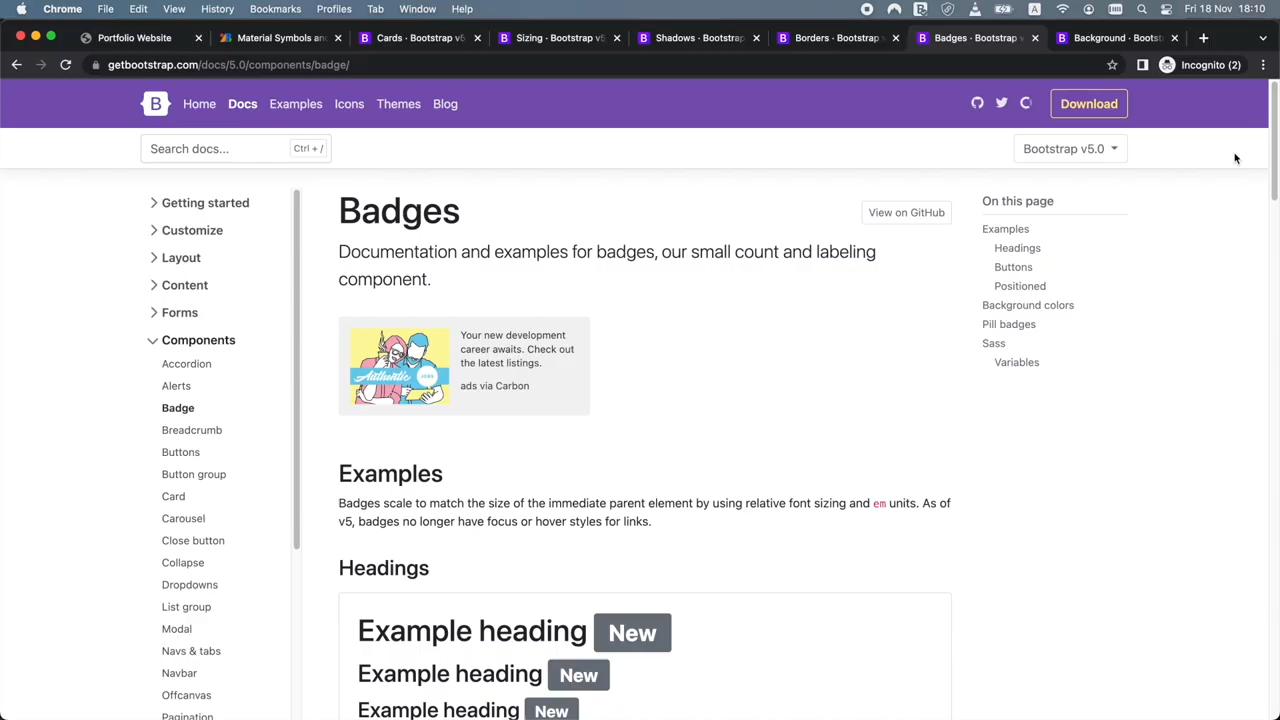 Chrome File Edit View History Bookmarks Profiles Tab Window Help A Fri 18 Nov 18:10
Portfolio Website Material Symbols an Cards · Bootstrap v5 Sizing · Bootstrap v5 Shadows · Bootstrap Borders · Bootstrap Badges · Bootstrap v Background · Bootst
getbootstrap.com/docs/5.0/components/badge/ Incognito (2)
B Home Docs Examples Icons Themes Blog Download
Search docs... Ctrl + / Bootstrap v5.0
Getting started
Customize
Layout
Content
Forms
Components
Accordion
Alerts
Badge
Breadcrumb
Buttons
Button group
Card
Carousel
Close button
Collapse
Dropdowns
List group
Modal
Navs & tabs
Navbar
Offcanvas
Pagination
Badges
View on GitHub
Documentation and examples for badges, our small count and labeling
component.
Authentic JOBS
Your new development
career awaits. Check out
the latest listings.
ads via Carbon
Examples
Badges scale to match the size of the immediate parent element by using relative font sizing and em units. As of
v5, badges no longer have focus or hover styles for links.
Headings
Example heading New
Example heading New
Example heading New
On this page
Examples
Headings
Buttons
Positioned
Background colors
Pill badges
Sass
Variables